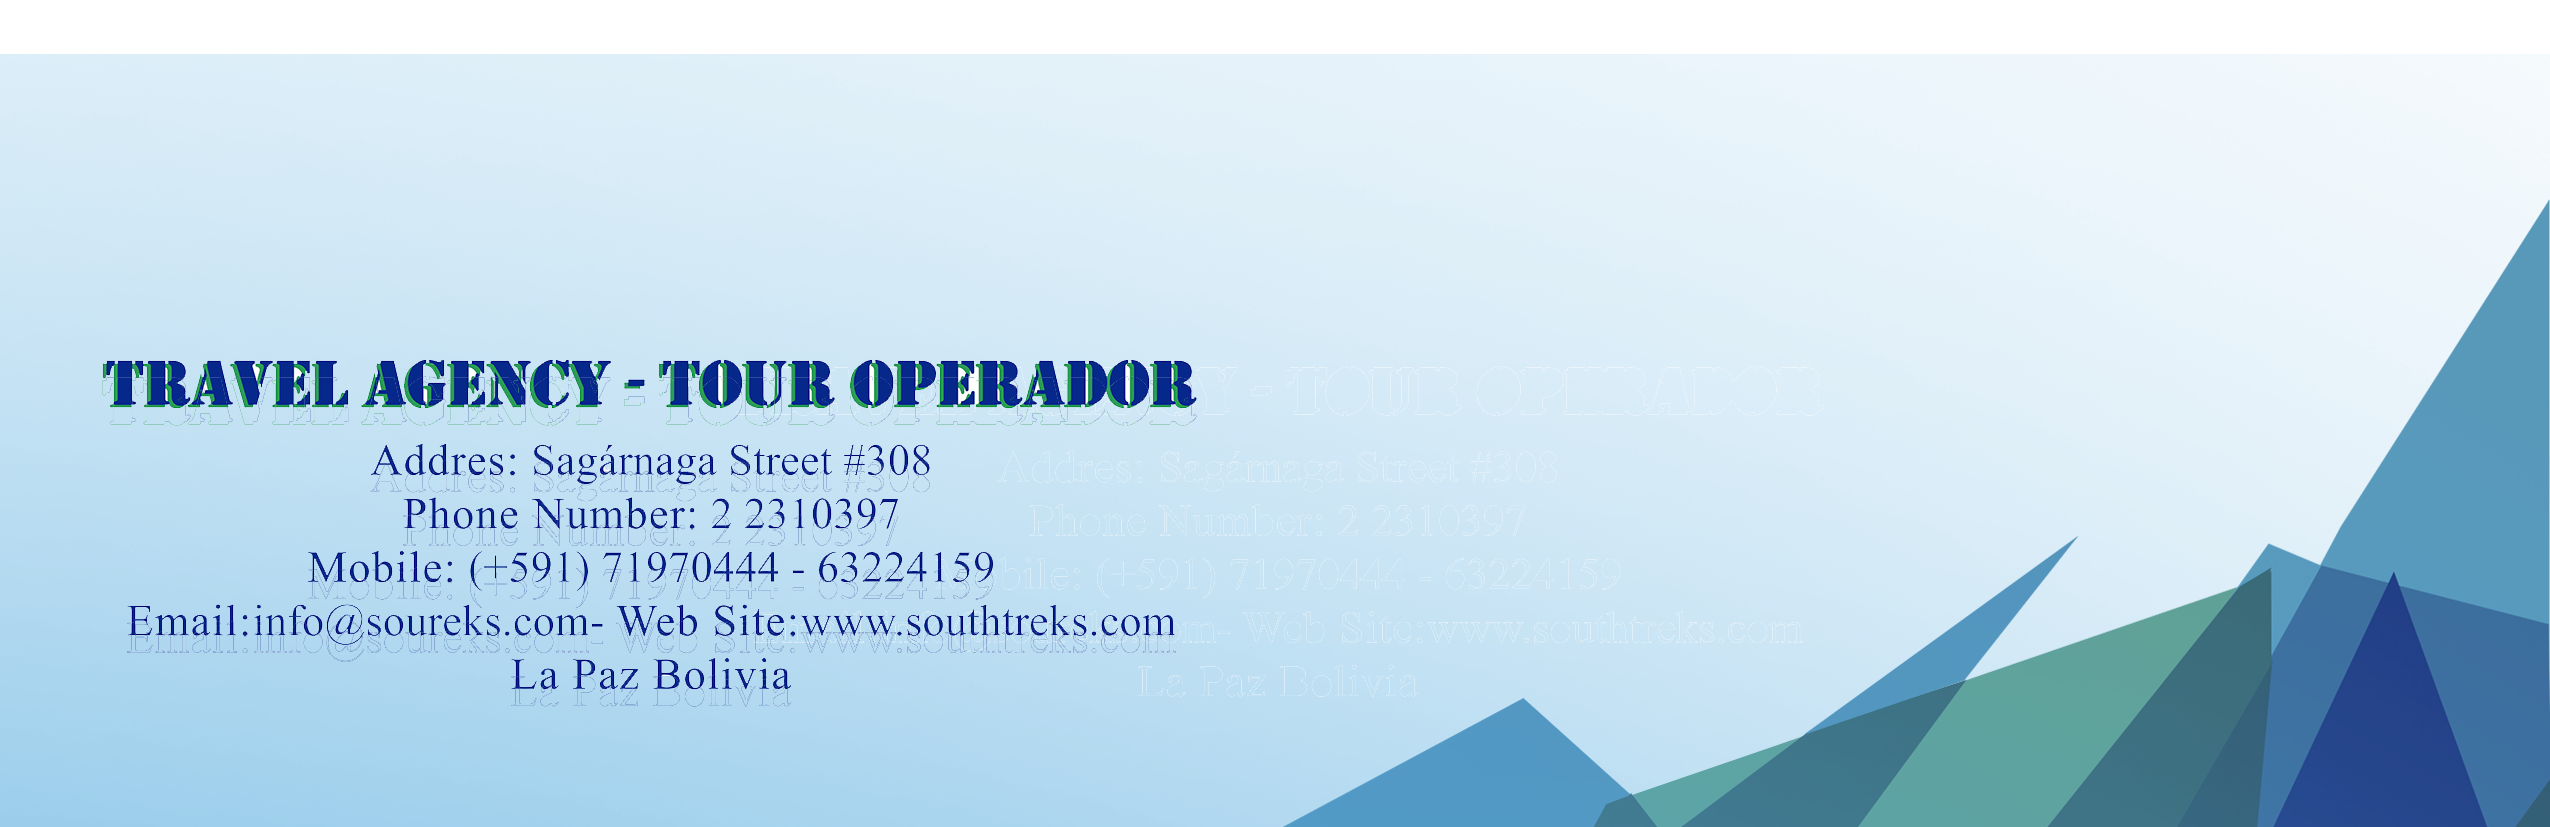 TRAVEL AGENCY - TOUR OPERADOR
Addres: Sagárnaga Street #308
Phone Number: 2 2310397
Mobile: (+591) 71970444 - 63224159
Email:info@soureks.com- Web Site:www.southtreks.com
La Paz Bolivia